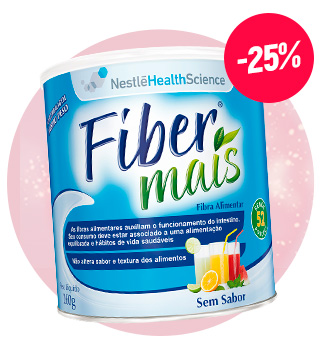 -25%
NestléHealthScience
Fiber
mais
Fibra Alimentar
As fibras alimentares auxiliam o funcionamento do intestino.
Seu consumo deve estar associado a uma alimentação
equilibrada e hábitos de vida saudáveis
Não altera sabor e textura dos alimentos
52
Sem Sabor
260g